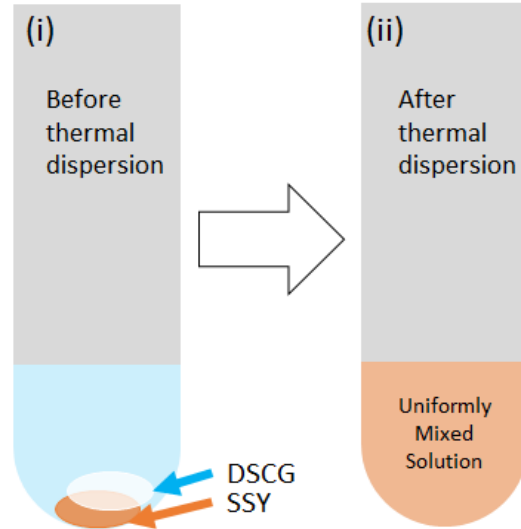 (i)
Before
thermal
dispersion
DSCG
SSY
(ii)
After
thermal
dispersion
Uniformly
Mixed
Solution